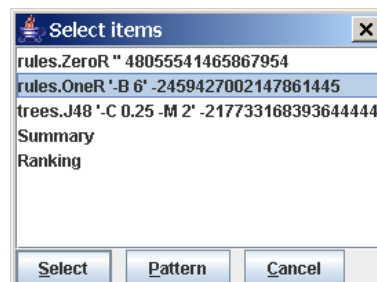 Select items
rules.ZeroR '' 48055541465867954
rules.OneR '-B 6' -2459427002147861445
trees.J48 '-C 0.25 -M 2' -217733168393644444
Summary
Ranking
Select
Pattern
Cancel